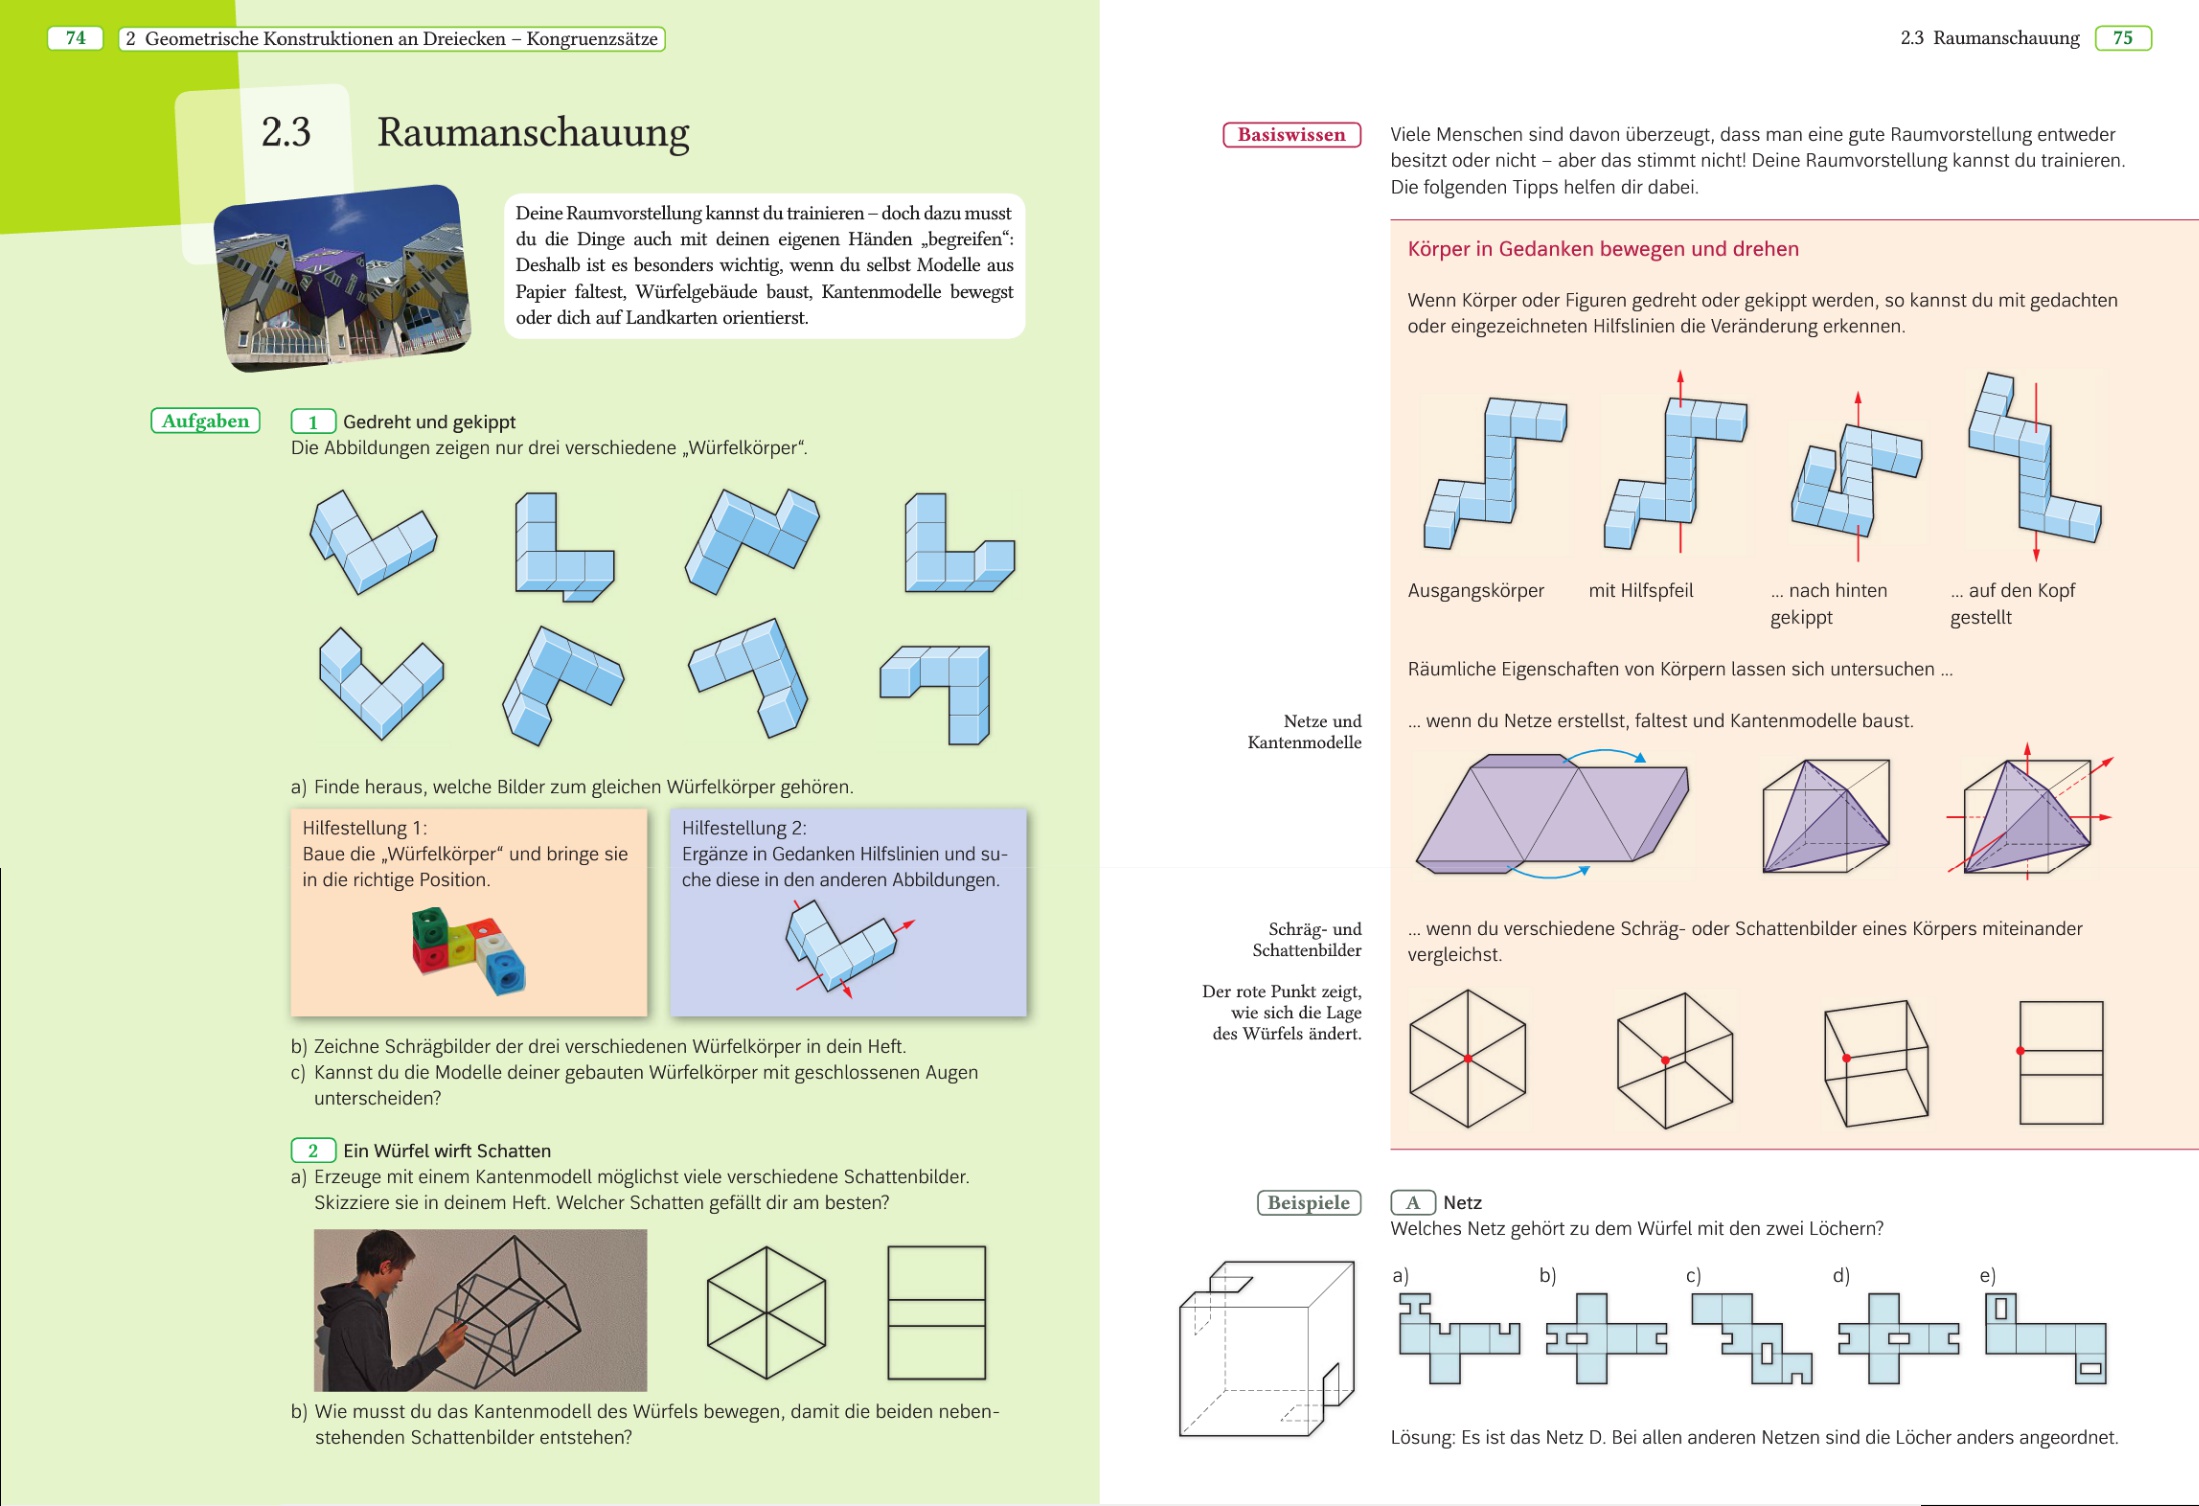 74
2 Geometrische Konstruktionen an Dreiecken – Kongruenzsätze
2.3 Raumanschauung
Deine Raumvorstellung kannst du trainieren – doch dazu musst
du die Dinge auch mit deinen eigenen Händen „begreifen“:
Deshalb ist es besonders wichtig, wenn du selbst Modelle aus
Papier faltest, Würfelgebäude baust, Kantenmodelle bewegst
oder dich auf Landkarten orientierst.
Aufgaben
1 Gedreht und gekippt
Die Abbildungen zeigen nur drei verschiedene „Würfelkörper“.
a) Finde heraus, welche Bilder zum gleichen Würfelkörper gehören.
Hilfestellung 1:
Baue die „Würfelkörper“ und bringe sie
in die richtige Position.
Hilfestellung 2:
Ergänze in Gedanken Hilfslinien und su-
che diese in den anderen Abbildungen.
b) Zeichne Schrägbilder der drei verschiedenen Würfelkörper in dein Heft.
c) Kannst du die Modelle deiner gebauten Würfelkörper mit geschlossenen Augen
unterscheiden?
2 Ein Würfel wirft Schatten
a) Erzeuge mit einem Kantenmodell möglichst viele verschiedene Schattenbilder.
Skizziere sie in deinem Heft. Welcher Schatten gefällt dir am besten?
b) Wie musst du das Kantenmodell des Würfels bewegen, damit die beiden neben-
stehenden Schattenbilder entstehen?
2.3 Raumanschauung
75
Basiswissen
Viele Menschen sind davon überzeugt, dass man eine gute Raumvorstellung entweder
besitzt oder nicht – aber das stimmt nicht! Deine Raumvorstellung kannst du trainieren.
Die folgenden Tipps helfen dir dabei.
Körper in Gedanken bewegen und drehen
Wenn Körper oder Figuren gedreht oder gekippt werden, so kannst du mit gedachten
oder eingezeichneten Hilfslinien die Veränderung erkennen.
Ausgangskörper
mit Hilfspfeil
... nach hinten
gekippt
... auf den Kopf
gestellt
Räumliche Eigenschaften von Körpern lassen sich untersuchen ...
Netze und
Kantenmodelle
... wenn du Netze erstellst, faltest und Kantenmodelle baust.
Schräg- und
Schattenbilder
... wenn du verschiedene Schräg- oder Schattenbilder eines Körpers miteinander
vergleichst.
Der rote Punkt zeigt,
wie sich die Lage
des Würfels ändert.
Beispiele
A Netz
Welches Netz gehört zu dem Würfel mit den zwei Löchern?
a) b) c) d) e)
Lösung: Es ist das Netz D. Bei allen anderen Netzen sind die Löcher anders angeordnet.